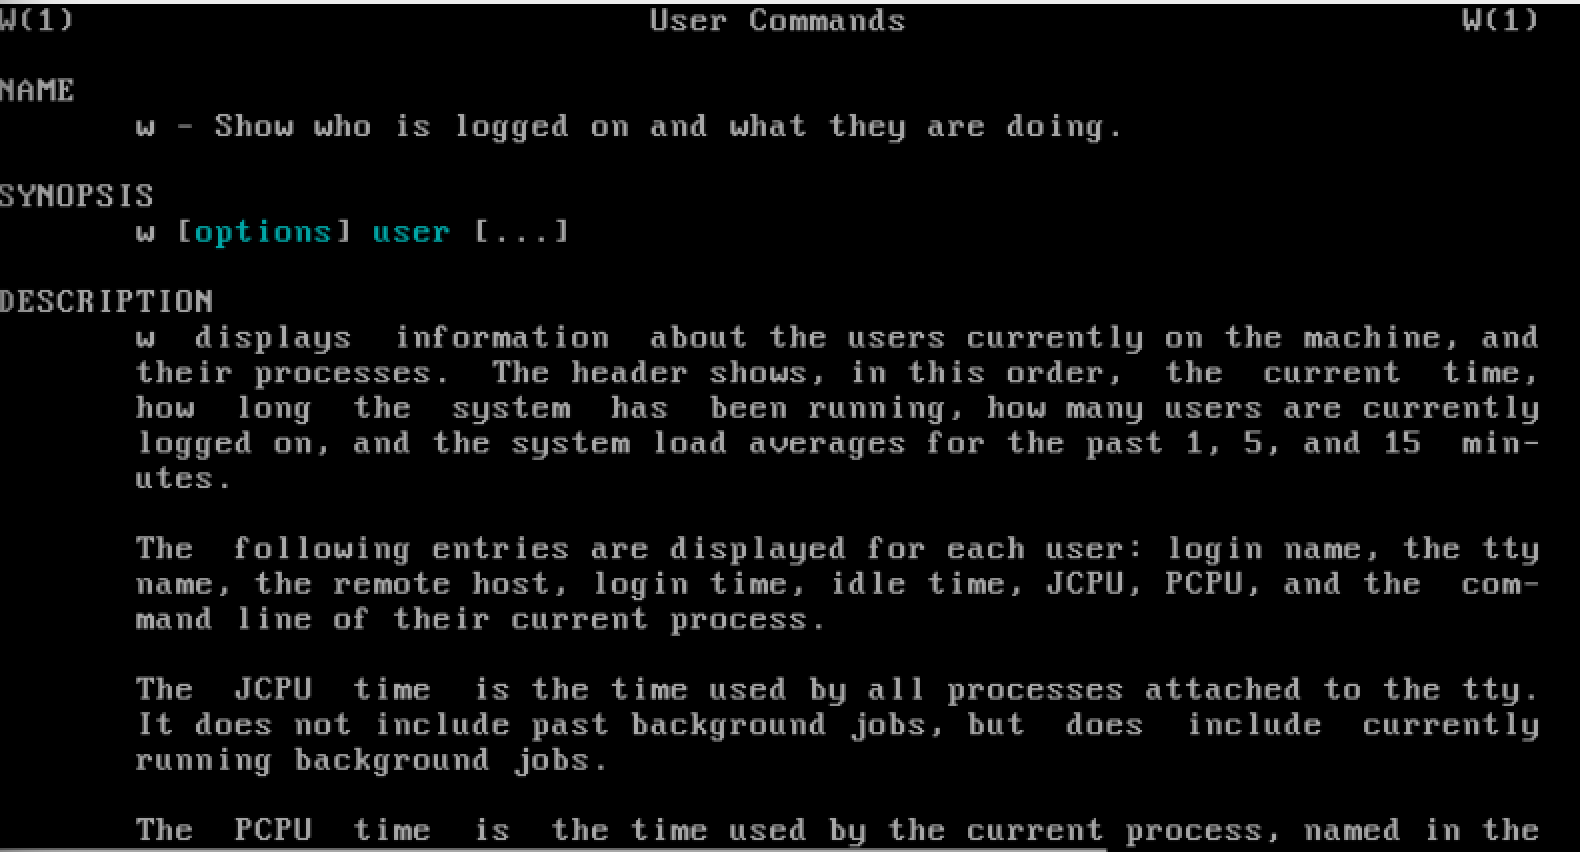 W(1) User Commands W(1)
NAME
w - Show who is logged on and what they are doing.
SYNOPSIS
w [options] user [...]
DESCRIPTION
w displays information about the users currently on the machine, and
their processes. The header shows, in this order, the current time,
how long the system has been running, how many users are currently
logged on, and the system load averages for the past 1, 5, and 15 min-
utes.
The following entries are displayed for each user: login name, the tty
name, the remote host, login time, idle time, JCPU, PCPU, and the com-
mand line of their current process.
The JCPU time is the time used by all processes attached to the tty.
It does not include past background jobs, but does include currently
running background jobs.
The PCPU time is the time used by the current process, named in the